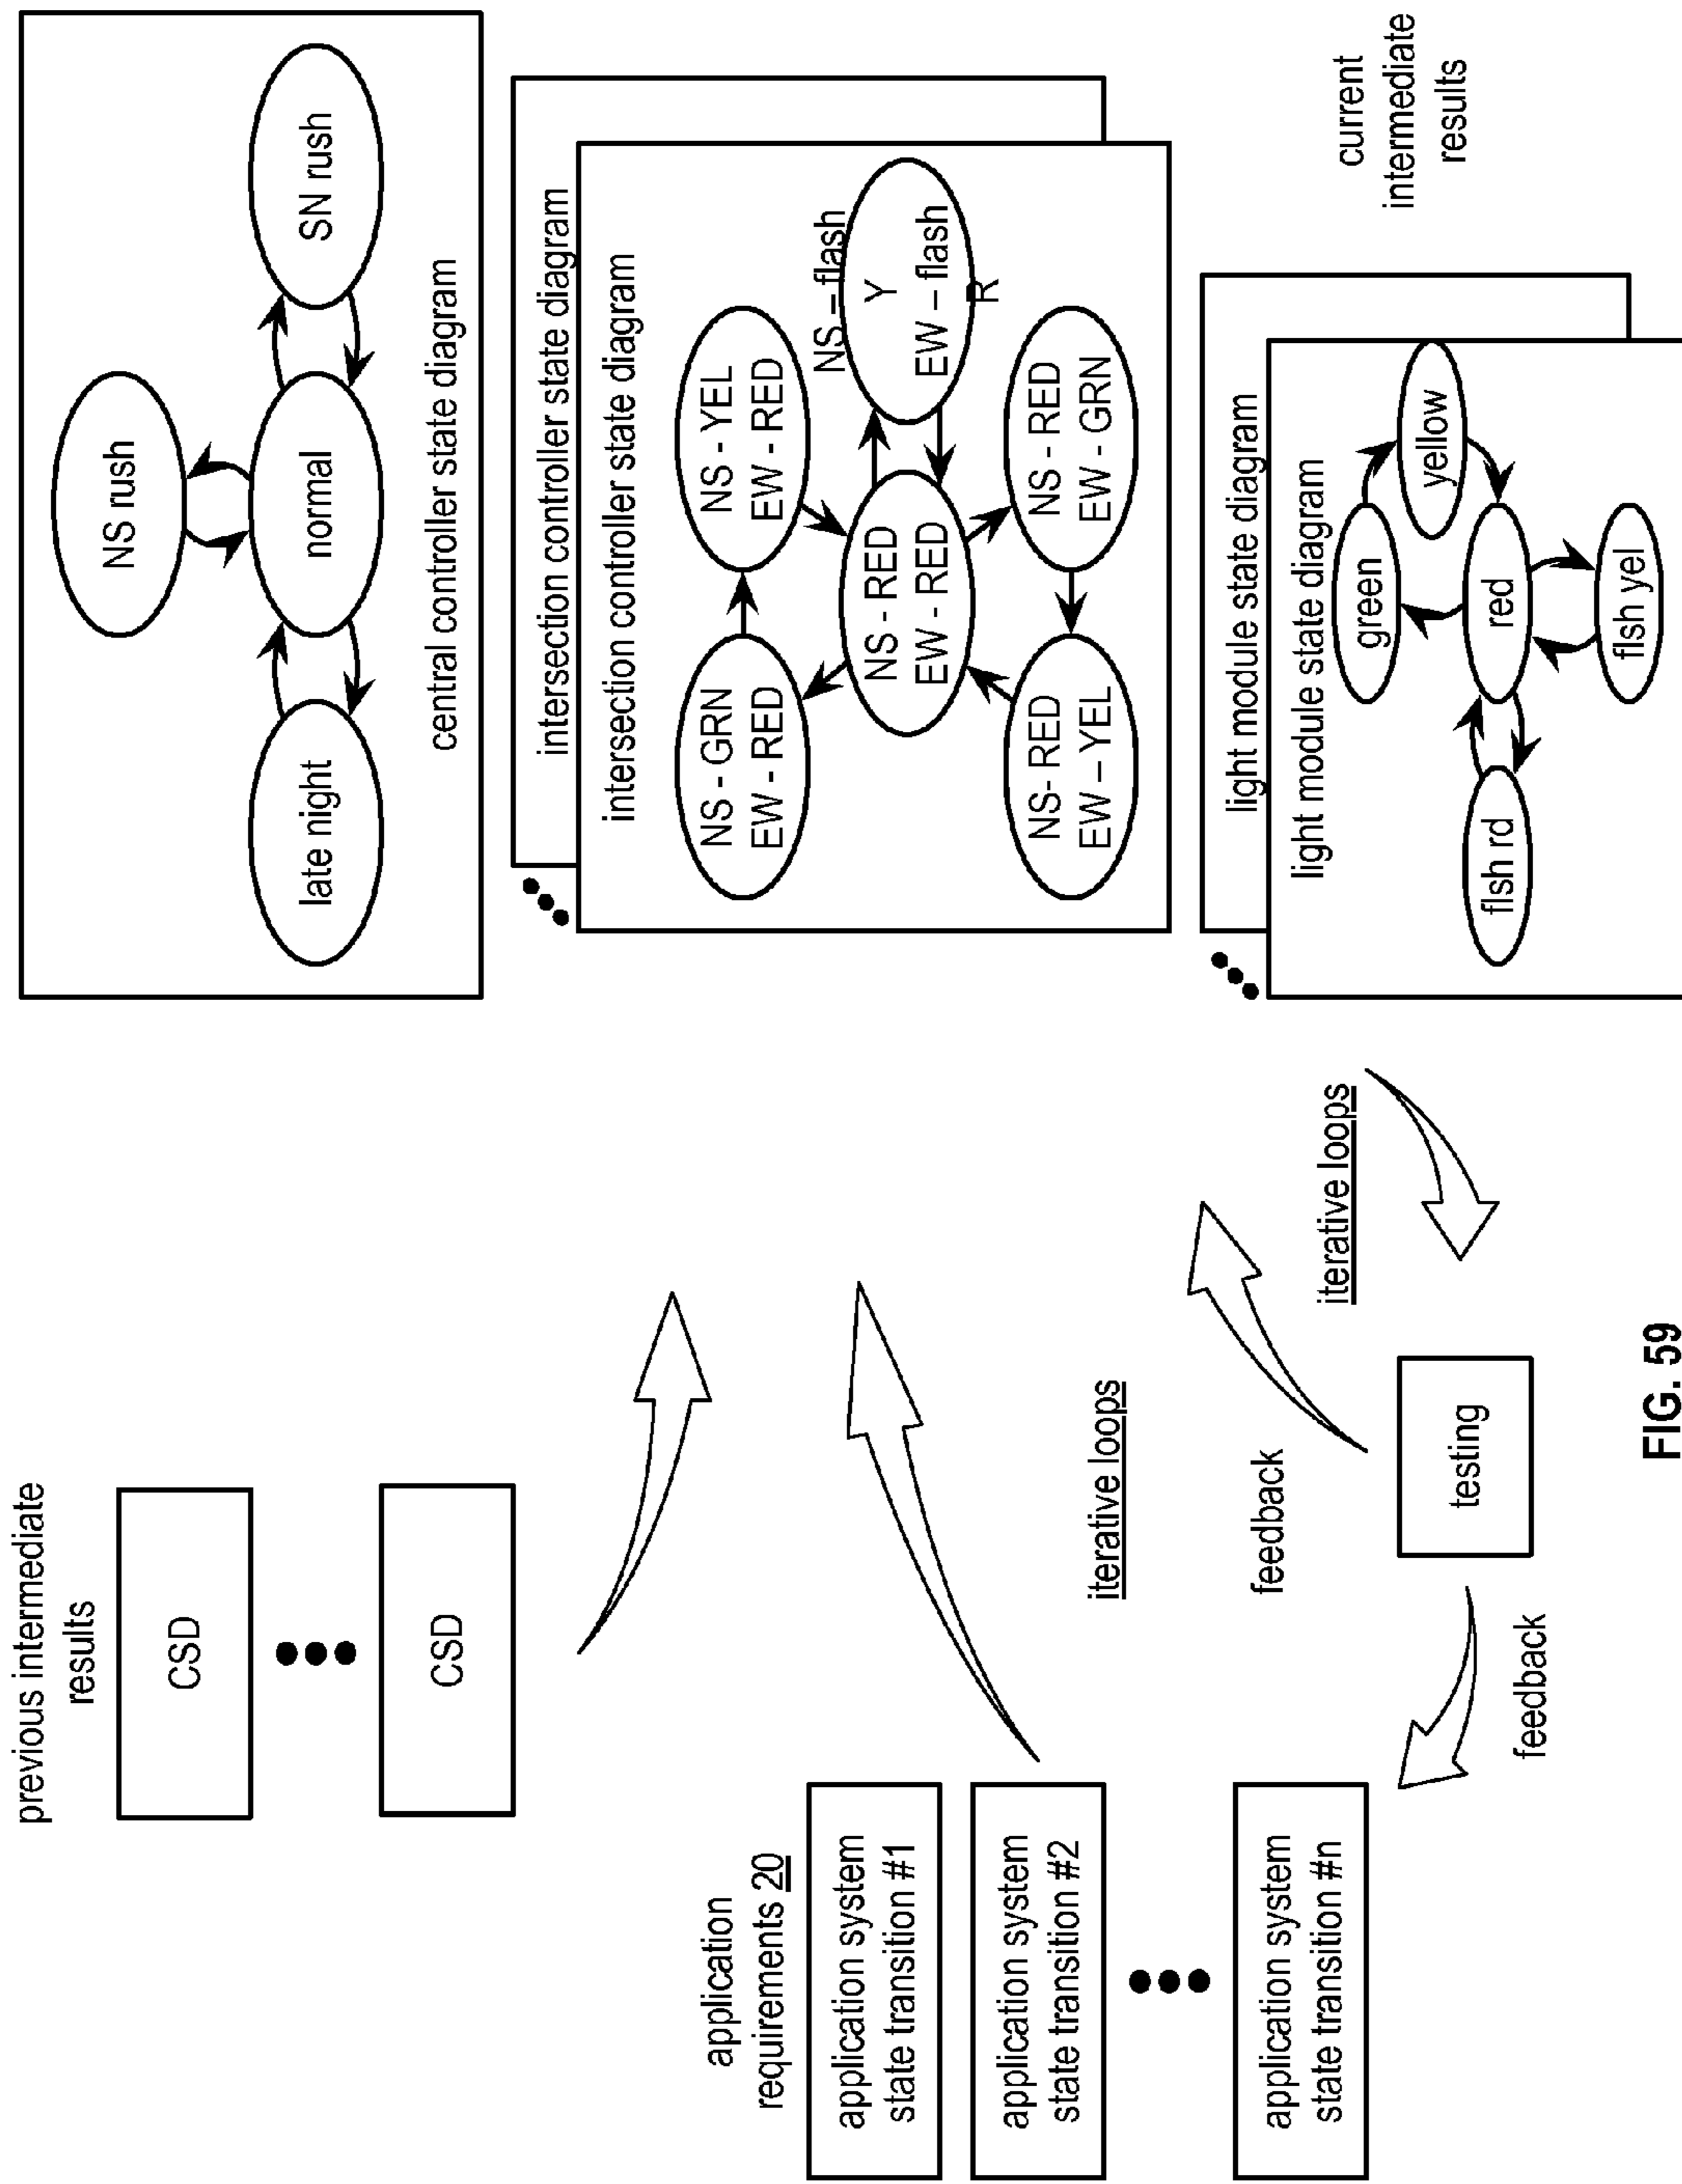 previous intermediate
results
CSD
CSD
application
requirements 20
application system
state transition #1
application system
state transition #2
application system
state transition #n
iterative loops
feedback
iterative loops
testing
feedback
NS rush
late night
normal
SN rush
central controller state diagram
intersection controller state diagram
intersection controller state diagram
NS - GRN
EW - RED
NS - YEL
EW - RED
NS - RED
EW - RED
NS – flash
Y
EW – flash
R
NS- RED
EW – YEL
NS - RED
EW - GRN
light module state diagram
light module state diagram
green
yellow
flsh rd
red
flsh yel
current
intermediate
results
FIG. 59